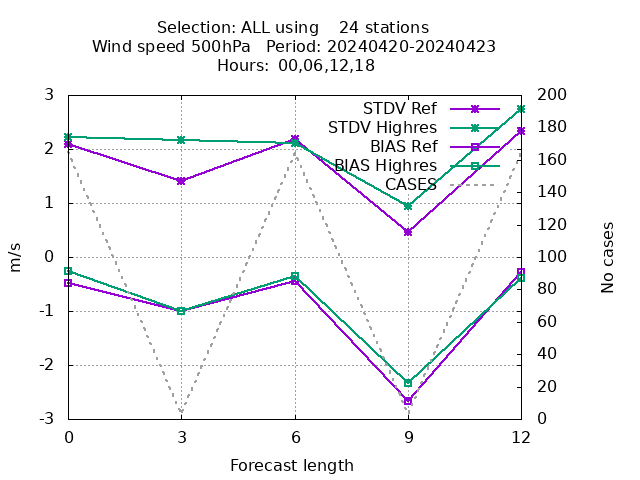 Selection: ALL using    24 stations
Wind speed 500hPa   Period: 20240420-20240423
Hours:  00,06,12,18
STDV Ref
STDV Highres
BIAS Ref
BIAS Highres
CASES
3
2
1
0
-1
-2
-3
m/s
200
180
160
140
120
100
80
60
40
20
0
No cases
0
3
6
9
12
Forecast length